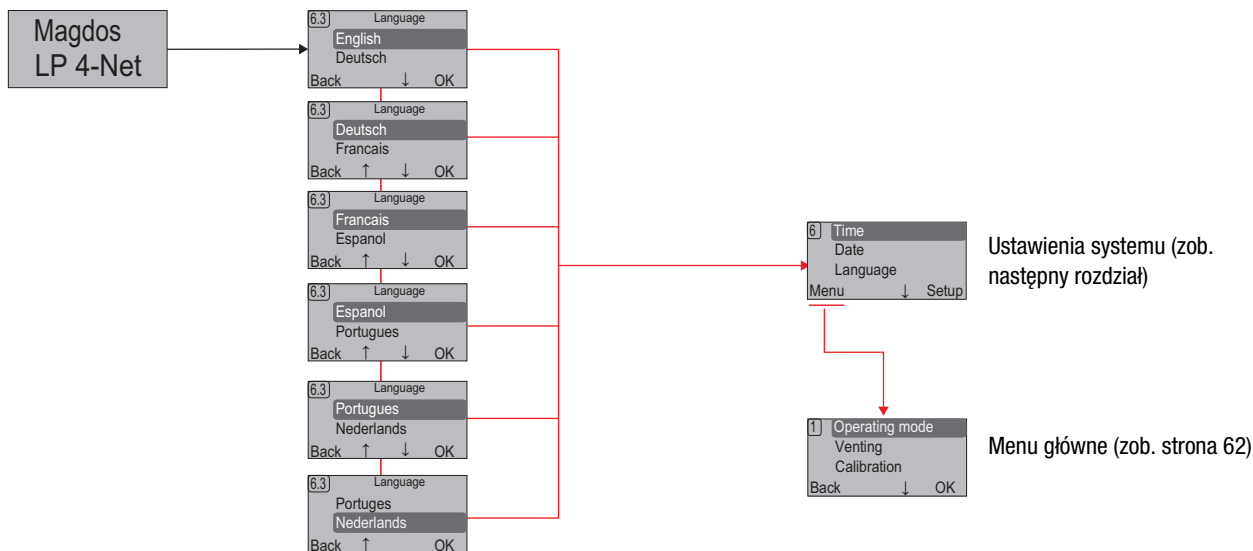 Magdos
LP 4-Net
6.3 Language
English
Deutsch
Back ↓ OK
6.3 Language
Deutsch
Francais
Back ↑ ↓ OK
6.3 Language
Francais
Espanol
Back ↑ ↓ OK
6.3 Language
Espanol
Portugues
Back ↑ ↓ OK
6.3 Language
Portugues
Nederlands
Back ↑ ↓ OK
6.3 Language
Portuges
Nederlands
Back ↑ OK
6 Time
Date
Language
Menu ↓ Setup
Ustawienia systemu (zob.
następny rozdział)
1 Operating mode
Venting
Calibration
Back ↓ OK
Menu główne (zob. strona 62)